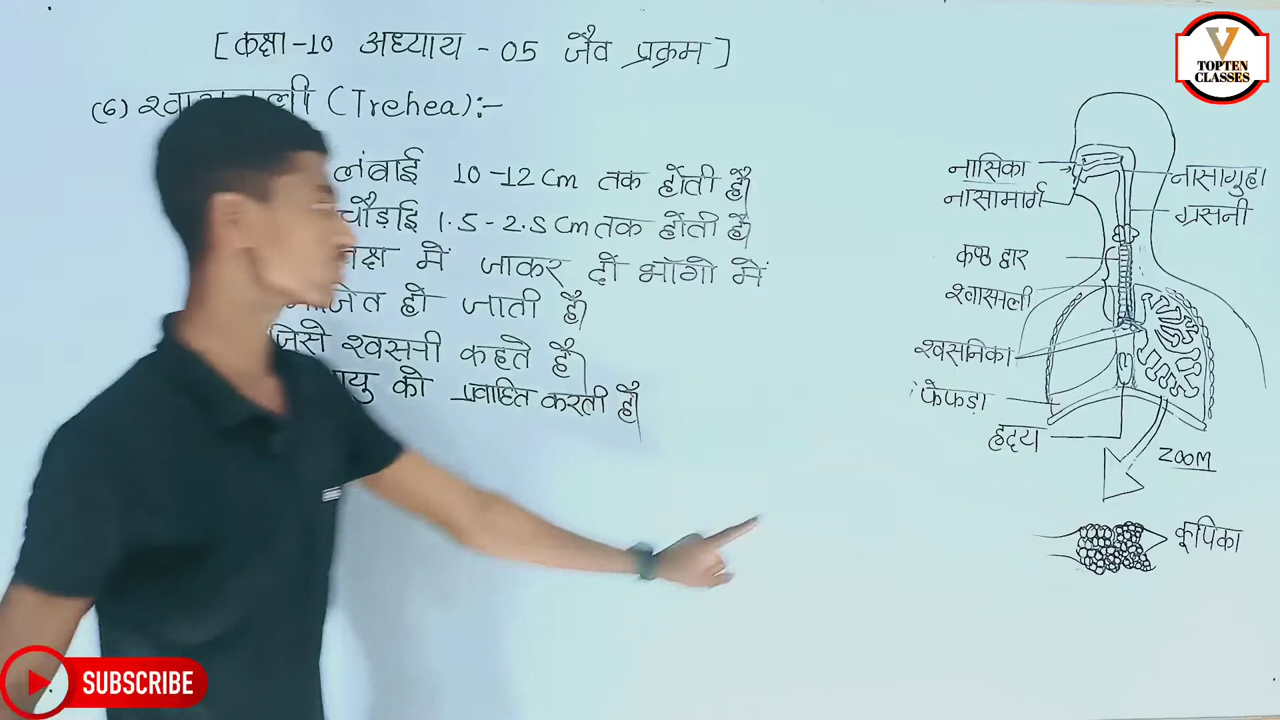 [कक्षा-10 अध्याय - 05 जैव प्रक्रम]
(6) (Trehea):-
लंबाई 10-12 cm तक होंती है।
चौड़ाई 1.5 - 2.5 cm तक होंती है।
में जाकर दो भॉगो में
हो जाती है।
जिसे श्वसनी कहते है।
को प्रवाहित करती है।
नासिका
नासामार्ग
नासागुहा
ग्रसनी
कण्ठ द्वार
श्वासनली
श्वसनिका
फेफड़ा
हृदय
ZOOM
कूपिका
V
TOPTEN
CLASSES
SUBSCRIBE